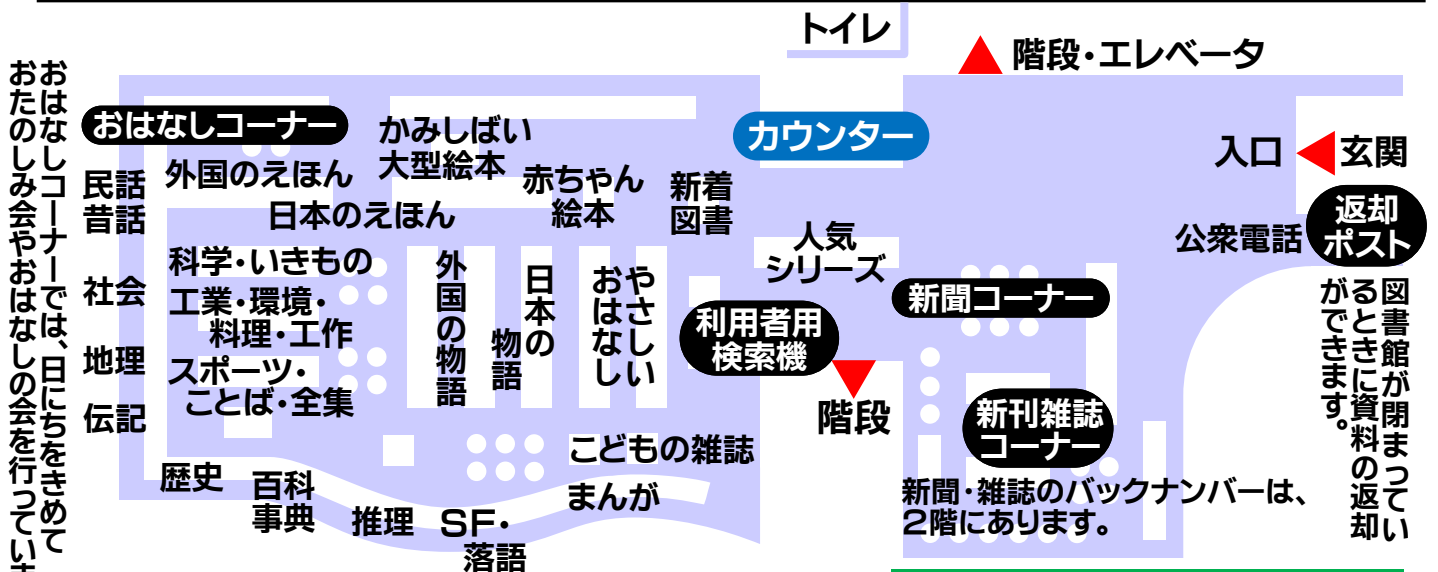 トイレ
階段・エレベータ
おはなしコーナーでは、日にちをきめて
おたのしみ会やおはなしの会を行っていま
おはなしコーナー
かみしばい
大型絵本
カウンター
入口
玄関
外国のえほん
民話
昔話
赤ちゃん
絵本
新着
図書
返却
ポスト
日本のえほん
公衆電話
人気
シリーズ
科学・いきもの
外国の物語
日本の
物語
やさしい
おはなし
社会
工業・環境・
料理・工作
新聞コーナー
図書館が閉まってい
るときに資料の返却
ができます。
利用者用
検索機
地理
スポーツ・
ことば・全集
階段
伝記
新刊雑誌
コーナー
こどもの雑誌
歴史
百科
事典
まんが
新聞・雑誌のバックナンバーは、
2階にあります。
推理
SF・
落語